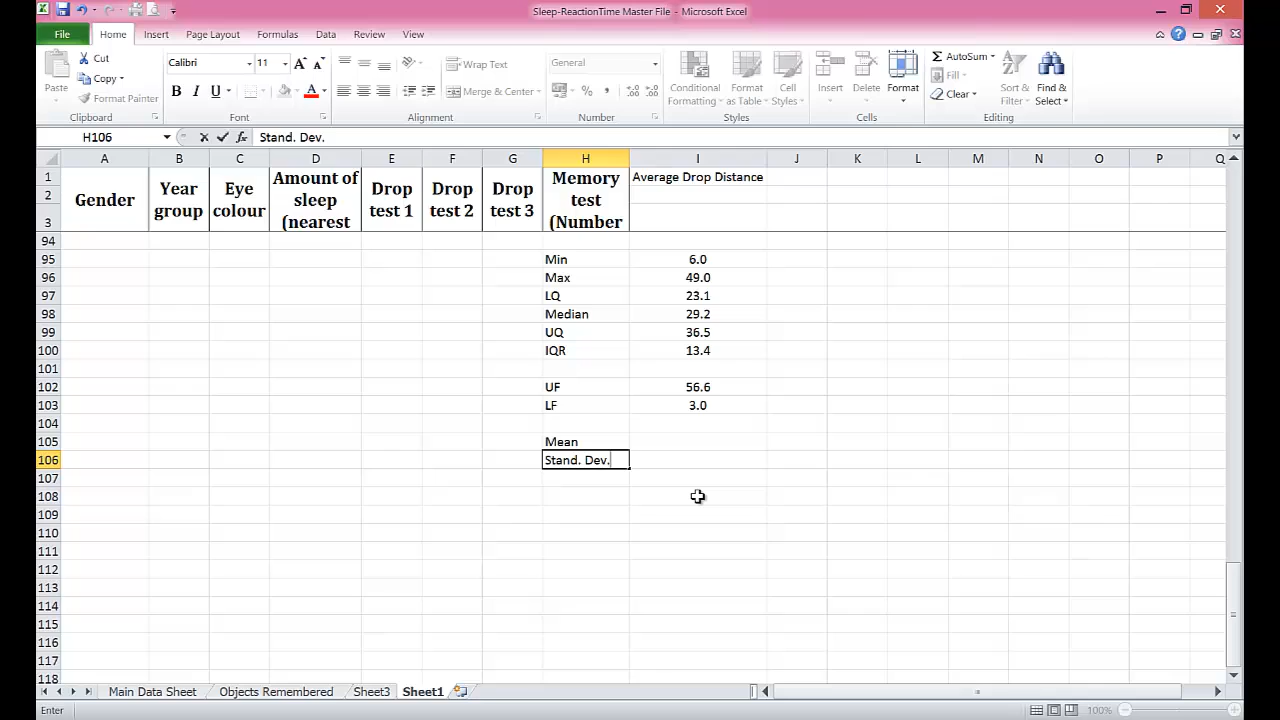 Sleep-ReactionTime Master File - Microsoft Excel
File Home Insert Page Layout Formulas Data Review View
Paste
Cut
Copy
Format Painter
Clipboard
Calibri 11
B I U
Font
Wrap Text
Merge & Center
Alignment
General
Number
Conditional Formatting
Format as Table
Cell Styles
Styles
Insert Delete Format
Cells
AutoSum
Fill
Clear
Sort & Filter
Find & Select
Editing
H106 fx Stand. Dev.
A B C D E F G H I J K L M N O P Q
1 Average Drop Distance
2
3
Gender
Year group
Eye colour
Amount of sleep (nearest
Drop test 1
Drop test 2
Drop test 3
Memory test (Number
94
95 Min 6.0
96 Max 49.0
97 LQ 23.1
98 Median 29.2
99 UQ 36.5
100 IQR 13.4
101
102 UF 56.6
103 LF 3.0
104
105 Mean
106 Stand. Dev.
107
108
109
110
111
112
113
114
115
116
117
118
Main Data Sheet Objects Remembered Sheet3 Sheet1
Enter 100%